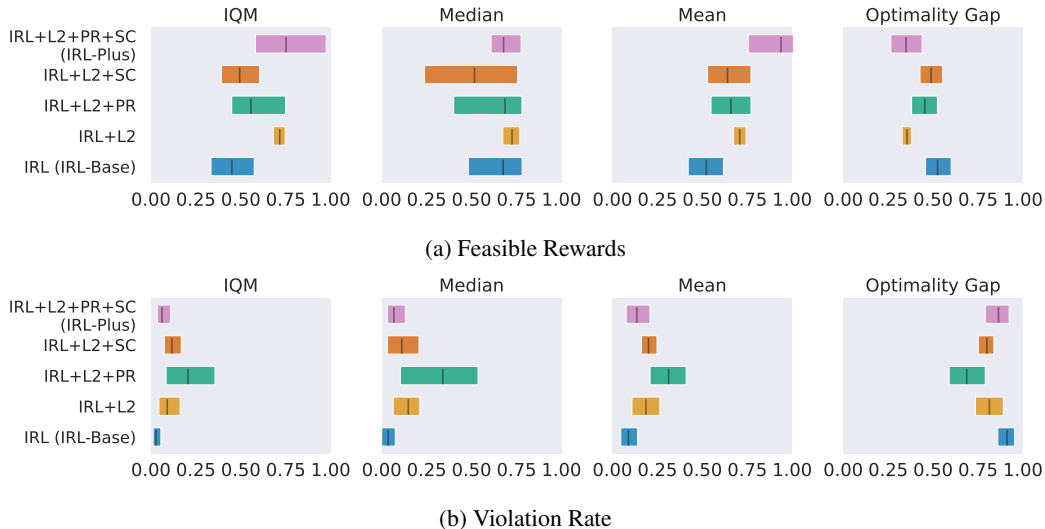 IQM Median Mean Optimality Gap
IRL+L2+PR+SC
(IRL-Plus)
IRL+L2+SC
IRL+L2+PR
IRL+L2
IRL (IRL-Base)
0.00 0.25 0.50 0.75 1.00 0.00 0.25 0.50 0.75 1.00 0.00 0.25 0.50 0.75 1.00 0.00 0.25 0.50 0.75 1.00
(a) Feasible Rewards
IQM Median Mean Optimality Gap
IRL+L2+PR+SC
(IRL-Plus)
IRL+L2+SC
IRL+L2+PR
IRL+L2
IRL (IRL-Base)
0.00 0.25 0.50 0.75 1.00 0.00 0.25 0.50 0.75 1.00 0.00 0.25 0.50 0.75 1.00 0.00 0.25 0.50 0.75 1.00
(b) Violation Rate